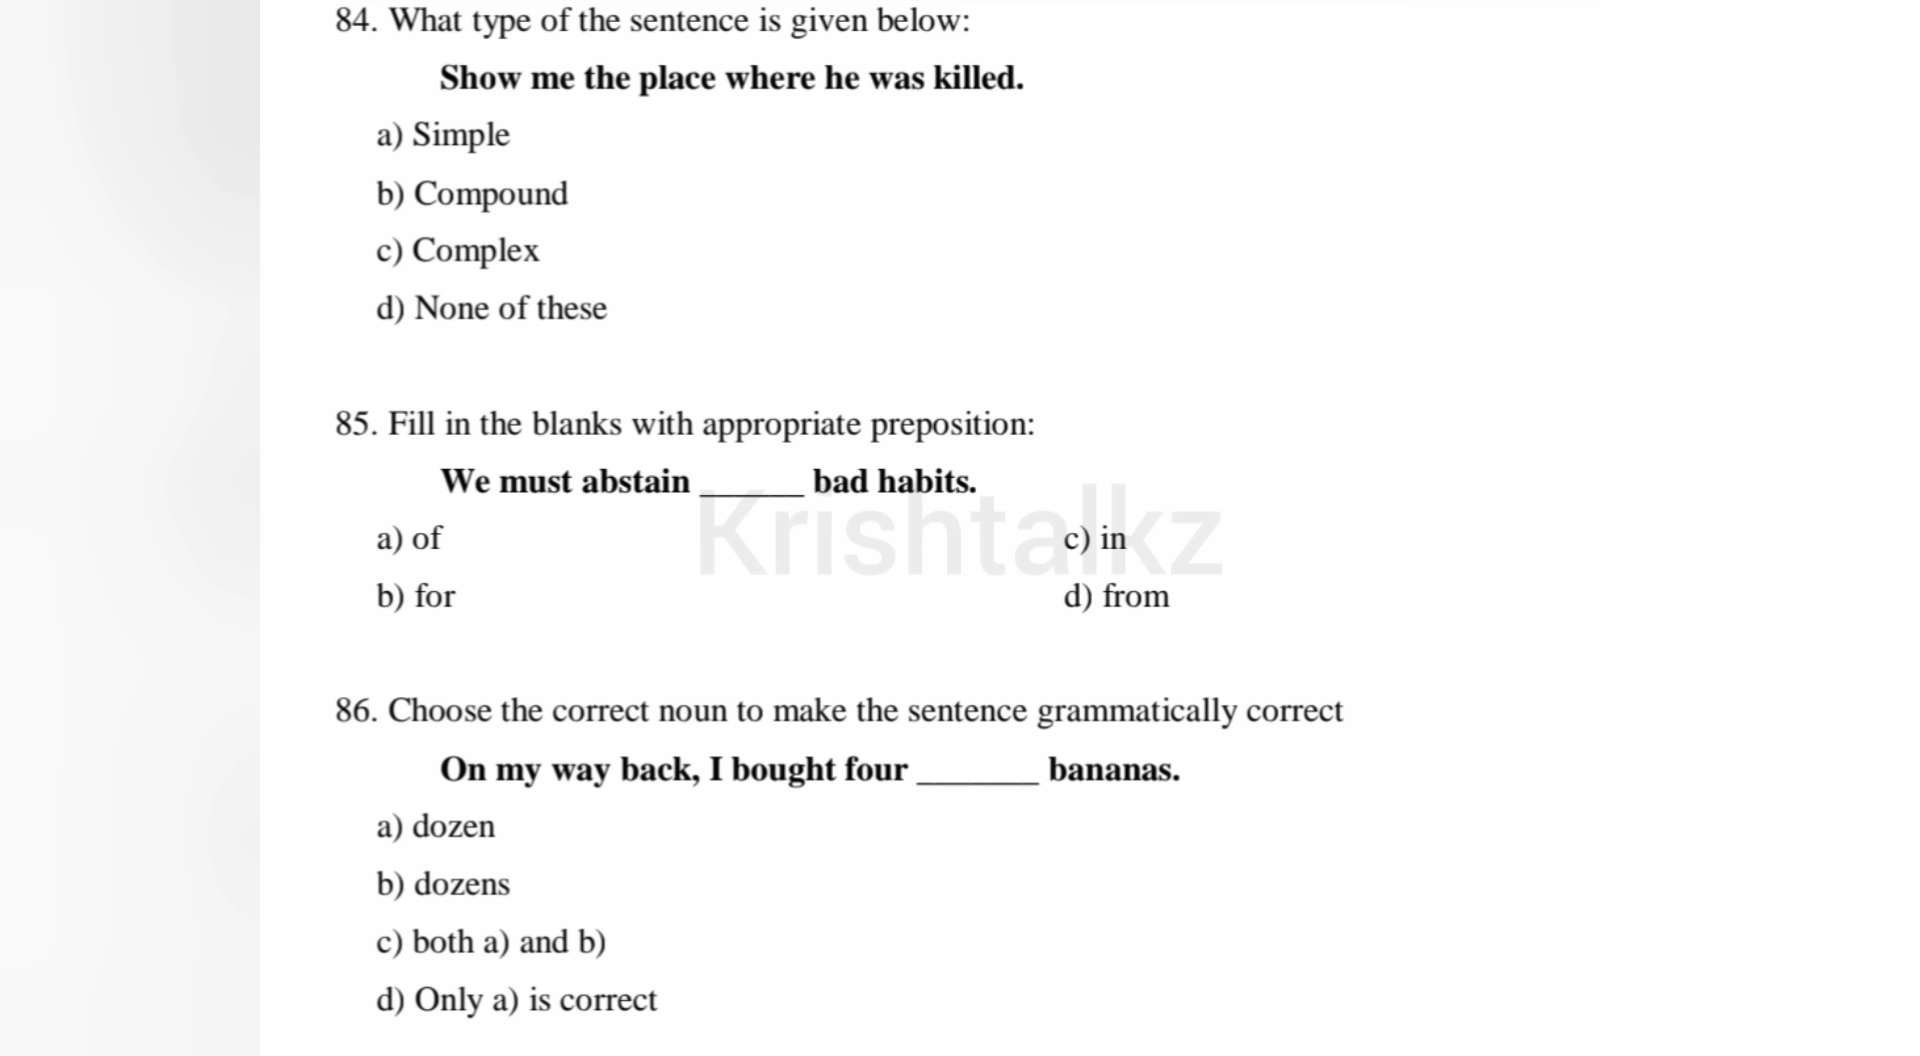 84. What type of the sentence is given below:
Show me the place where he was killed.
a) Simple
b) Compound
c) Complex
d) None of these
85. Fill in the blanks with appropriate preposition:
We must abstain ______ bad habits.
Krishtalkz
a) of
c) in
b) for
d) from
86. Choose the correct noun to make the sentence grammatically correct
On my way back, I bought four _______ bananas.
a) dozen
b) dozens
c) both a) and b)
d) Only a) is correct